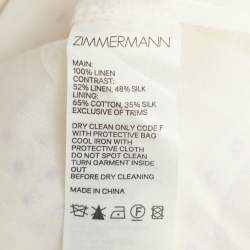 ZIMMERMANN
MAIN:
100% LINEN
CONTRAST:
52% LINEN, 48% SILK
LINING:
65% COTTON, 35% SILK
EXCLUSIVE OF TRIMS
DRY CLEAN ONLY CODE F
WITH PROTECTIVE BAG
COOL IRON WITH
PROTECTIVE CLOTH
DO NOT SPOT CLEAN
TURN GARMENT INSIDE
OUT
BEFORE DRY CLEANING
MADE IN CHINA